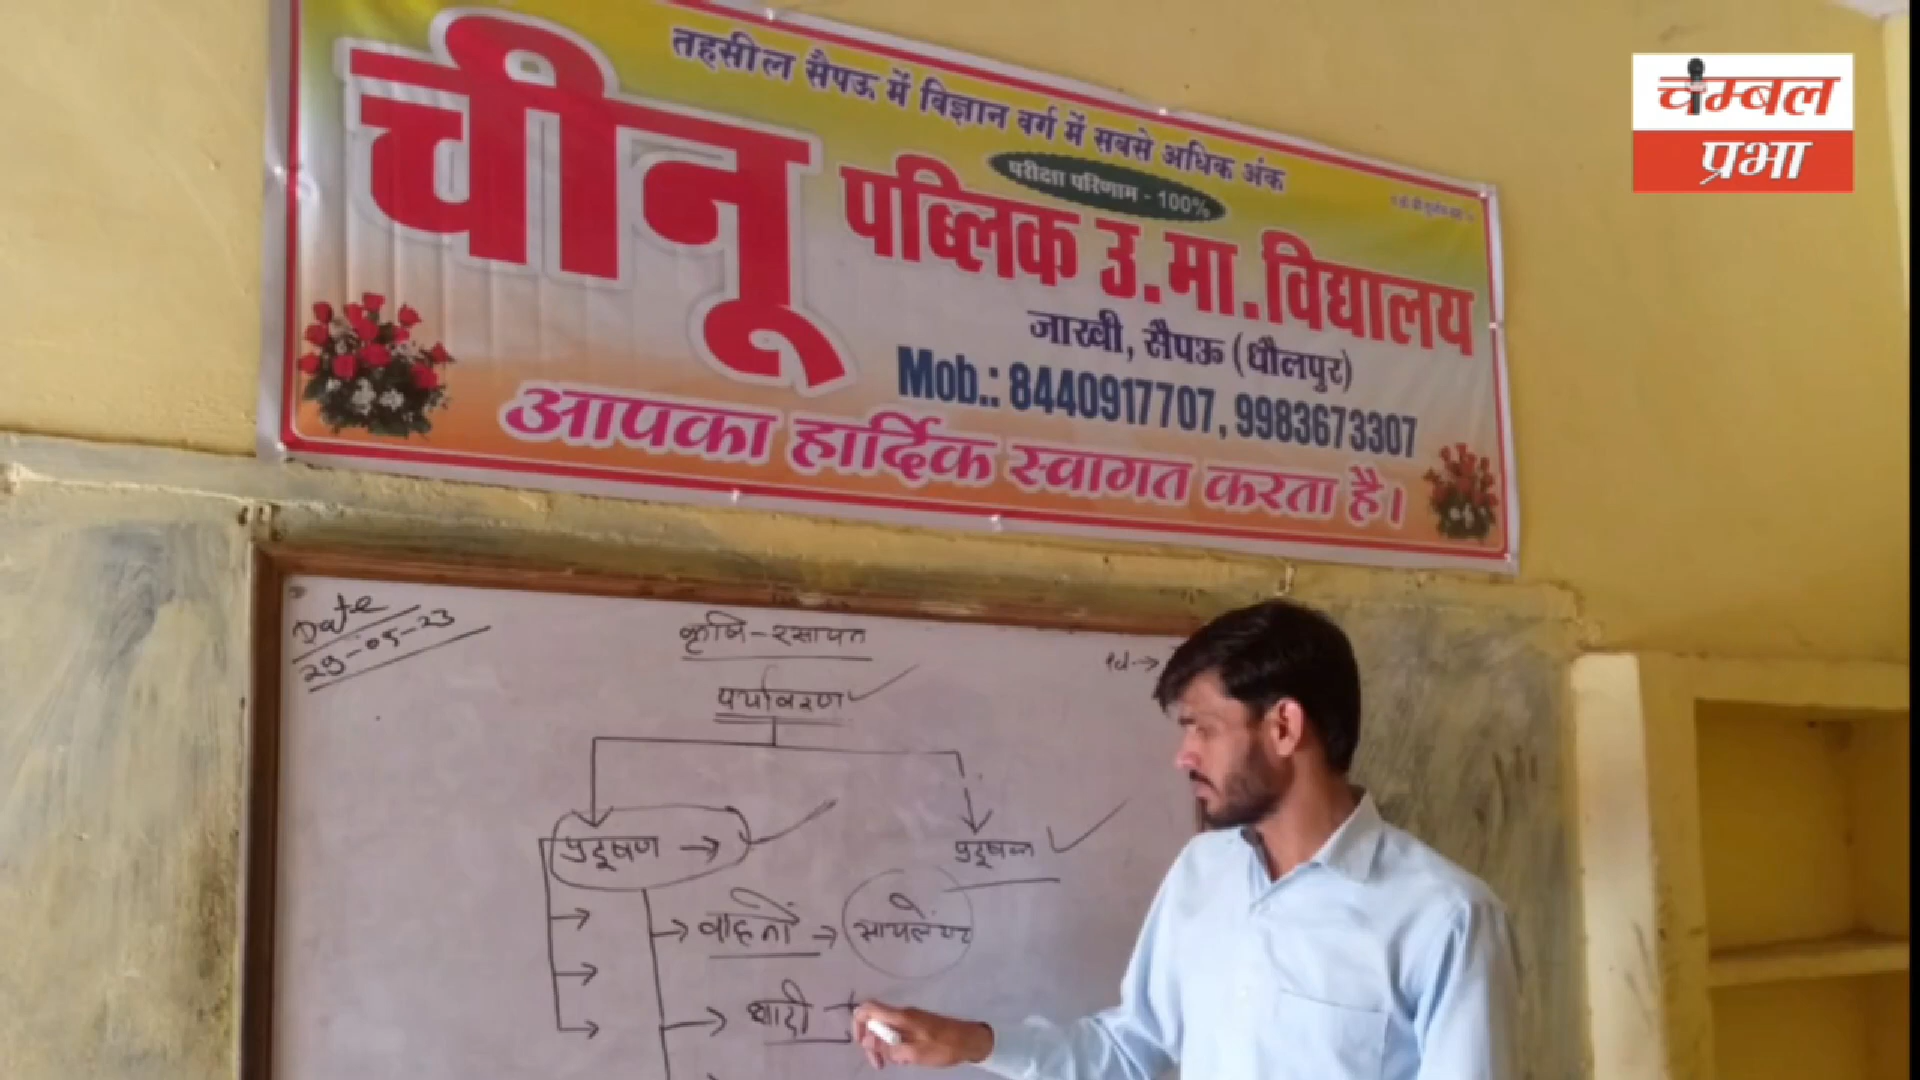 तहसील सैपऊ में विज्ञान वर्ग में सबसे अधिक अंक
परीक्षा परिणाम - 100%
चीनू पब्लिक उ.मा.विद्यालय
जाखी, सैपऊ (धौलपुर)
Mob.: 8440917707, 9983673307
आपका हार्दिक स्वागत करता है।
चम्बल
प्रभा
Date
29-05-23
कृषि-रसायन
पर्यावरण
प्रदूषण →
प्रदूषक
→ वाहनों →